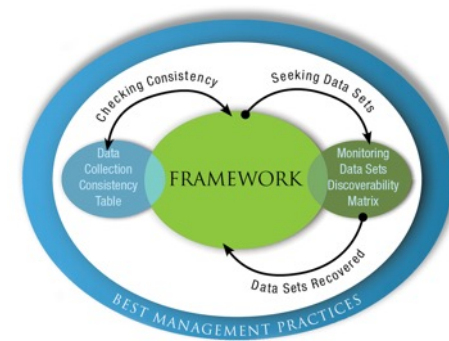 Checking Consistency
Seeking Data Sets
Data
Collection
Consistency
Table
FRAMEWORK
Monitoring
Data Sets
Discoverability
Matrix
Data Sets Recovered
BEST MANAGEMENT PRACTICES